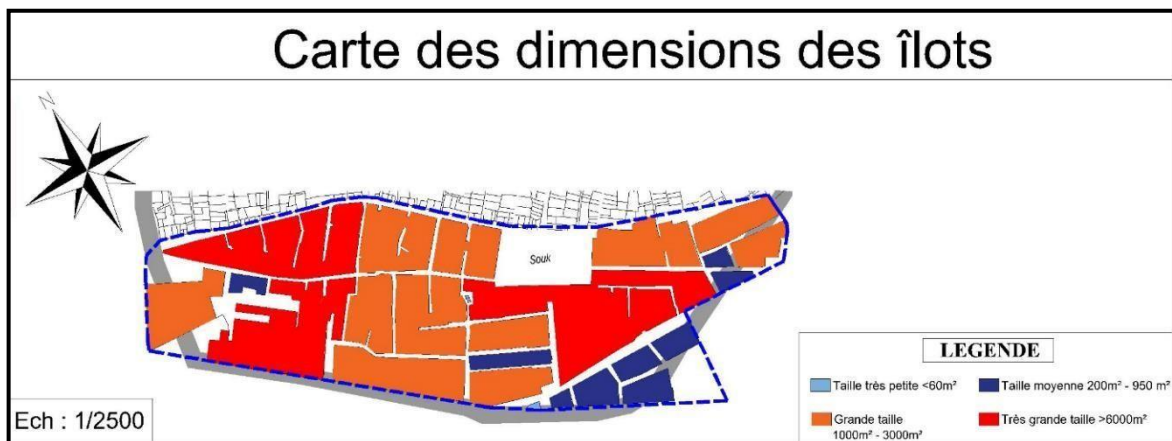 Carte des dimensions des îlots
N
Souk
LEGENDE
Taille très petite <60m²
Taille moyenne 200m² - 950 m²
Grande taille
1000m² - 3000m²
Très grande taille >6000m²
Ech : 1/2500